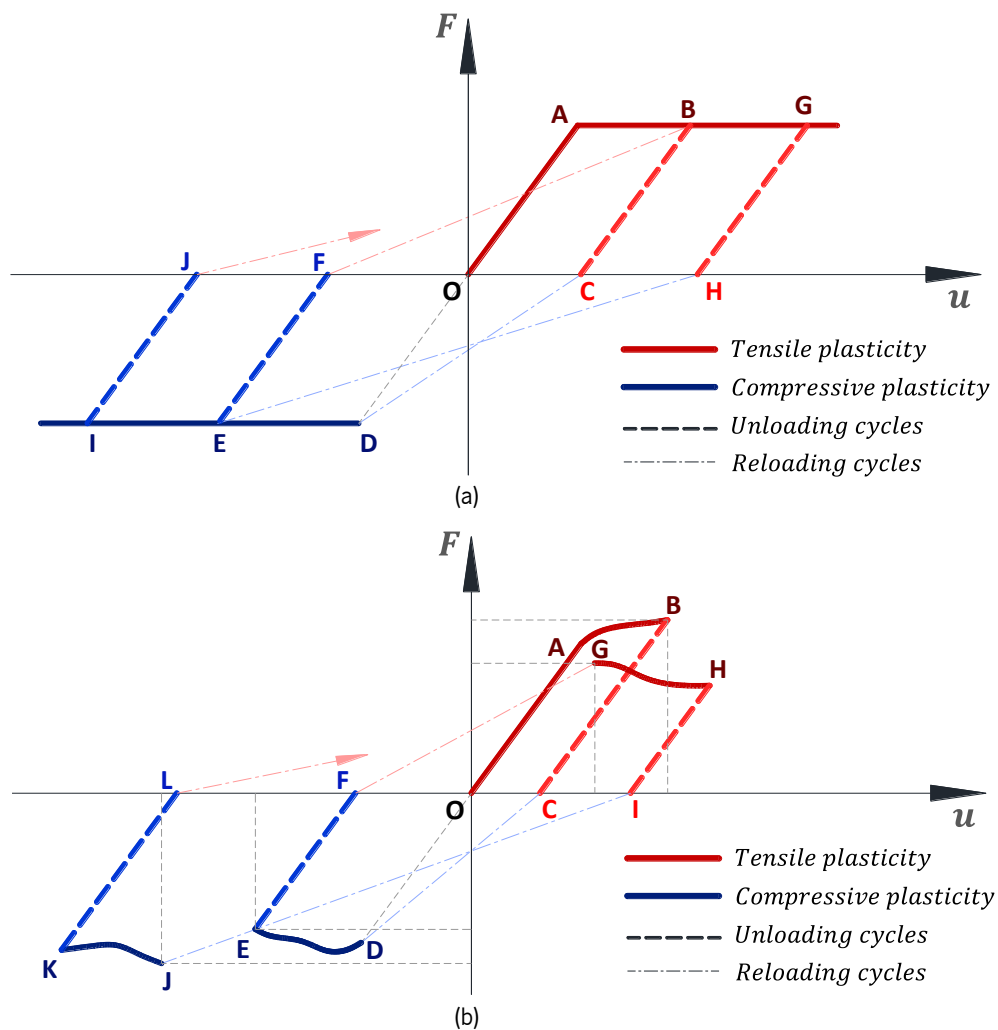 F
A B G
J F
O C H u
Tensile plasticity
Compressive plasticity
I E D
Unloading cycles
Reloading cycles
(a)
F
B
A G H
L F
O C I u
Tensile plasticity
Compressive plasticity
E D
Unloading cycles
K J
Reloading cycles
(b)